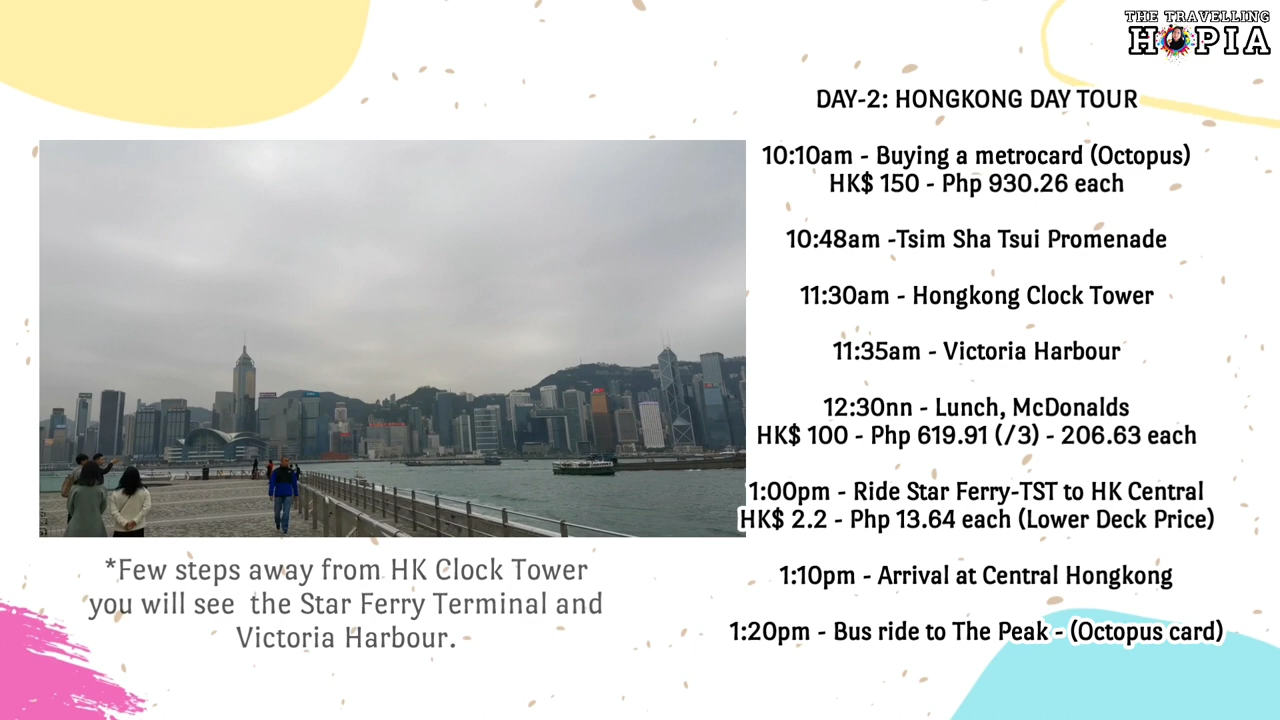 THE TRAVELLING
HOPIA
DAY-2: HONGKONG DAY TOUR
10:10am - Buying a metrocard (Octopus)
HK$ 150 - Php 930.26 each
10:48am -Tsim Sha Tsui Promenade
11:30am - Hongkong Clock Tower
11:35am - Victoria Harbour
12:30nn - Lunch, McDonalds
HK$ 100 - Php 619.91 (/3) - 206.63 each
1:00pm - Ride Star Ferry-TST to HK Central
HK$ 2.2 - Php 13.64 each (Lower Deck Price)
1:10pm - Arrival at Central Hongkong
1:20pm - Bus ride to The Peak - (Octopus card)
*Few steps away from HK Clock Tower
you will see  the Star Ferry Terminal and
Victoria Harbour.